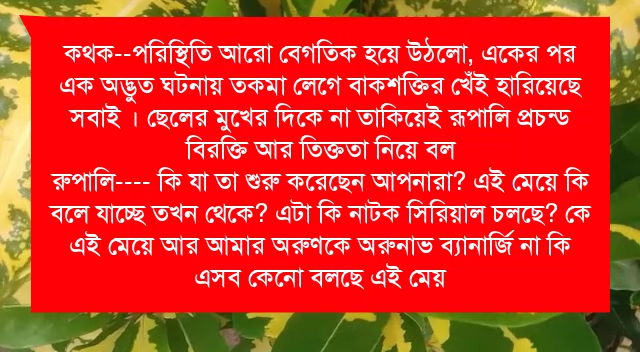 কথক--পরিস্থিতি আরো বেগতিক হয়ে উঠলো, একের পর
এক অদ্ভুত ঘটনায় তকমা লেগে বাকশক্তির খেঁই হারিয়েছে
সবাই । ছেলের মুখের দিকে না তাকিয়েই রূপালি প্রচন্ড
বিরক্তি আর তিক্ততা নিয়ে বল
রুপালি---- কি যা তা শুরু করেছেন আপনারা? এই মেয়ে কি
বলে যাচ্ছে তখন থেকে? এটা কি নাটক সিরিয়াল চলছে? কে
এই মেয়ে আর আমার অরুণকে অরুনাভ ব্যানার্জি না কি
এসব কেনো বলছে এই মেয়